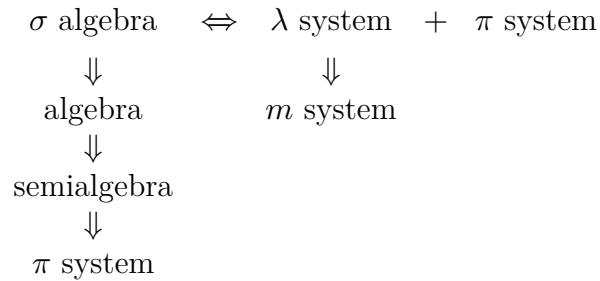 σ algebra ⇔ λ system + π system
⇓ ⇓
algebra m system
⇓
semialgebra
⇓
π system